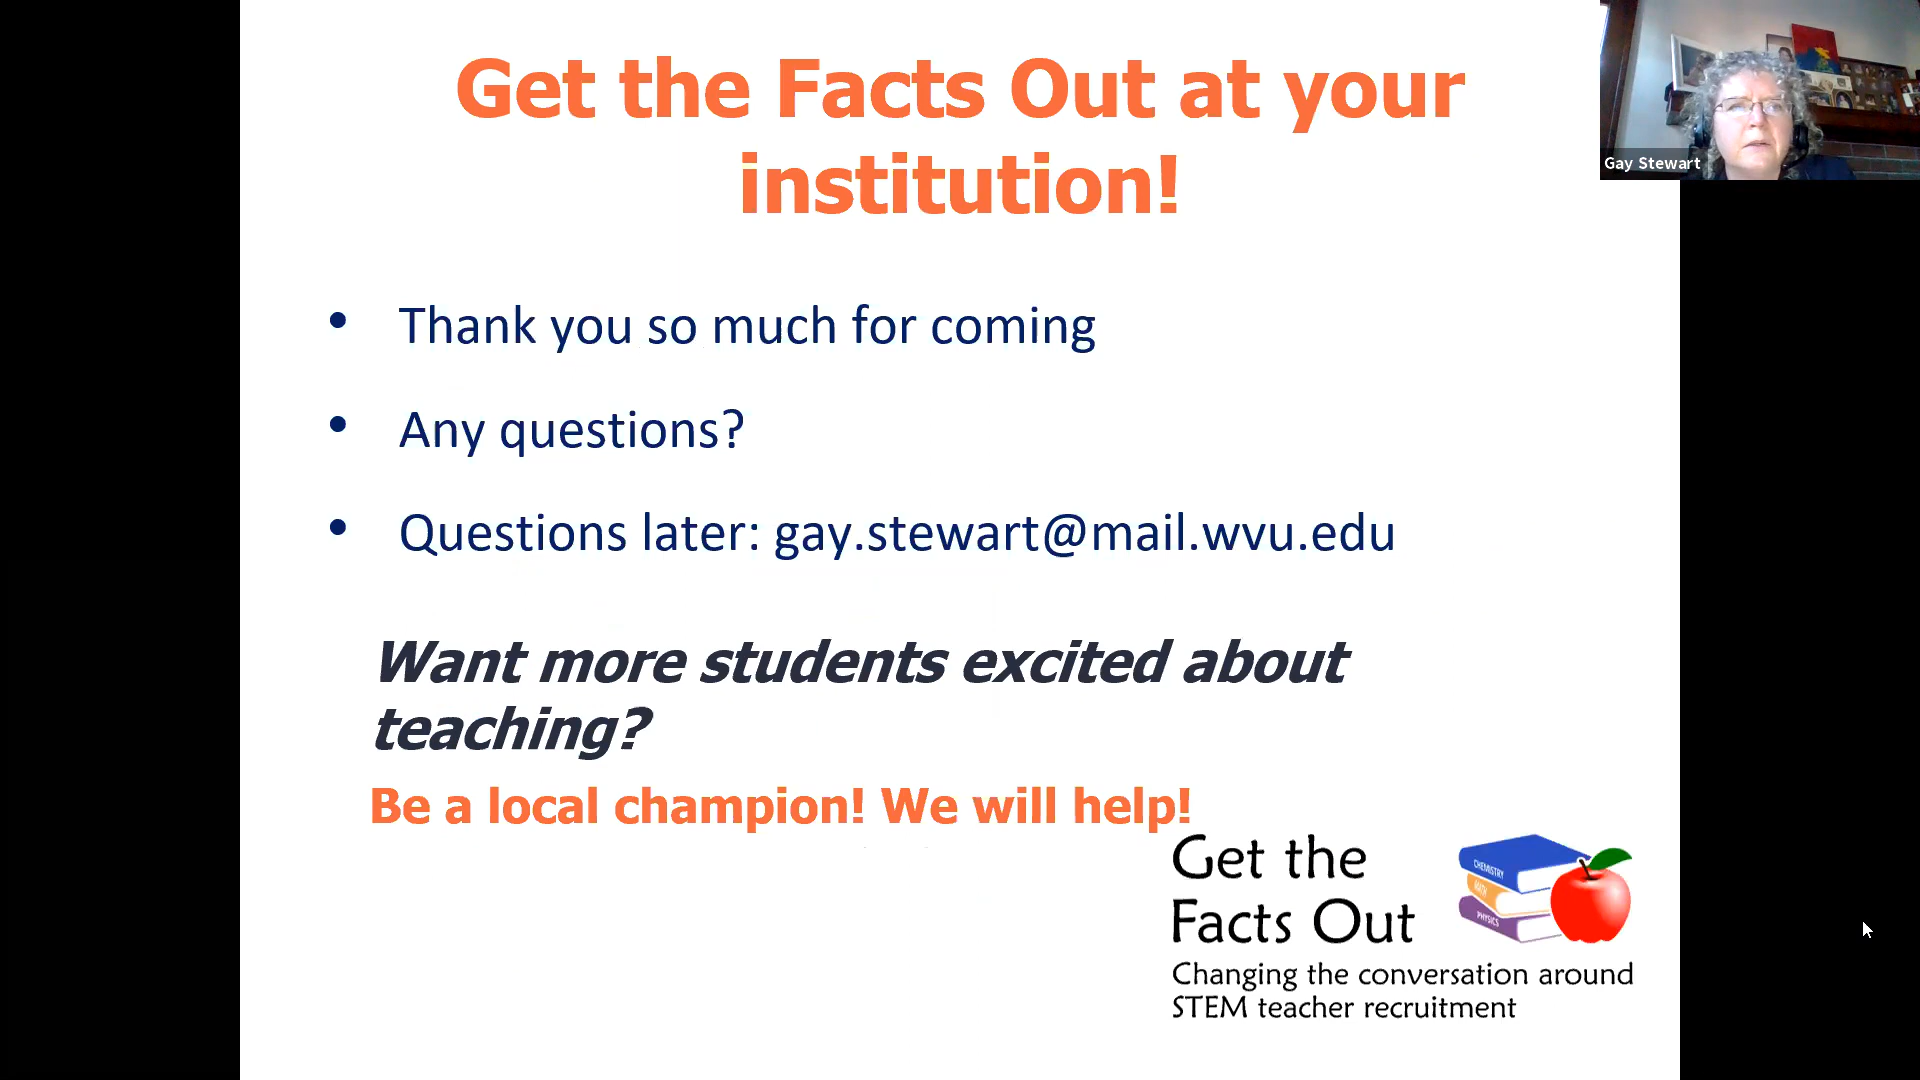 Get the Facts Out at your
institution!
Gay Stewart
• Thank you so much for coming
• Any questions?
• Questions later: gay.stewart@mail.wvu.edu
Want more students excited about
teaching?
Be a local champion! We will help!
Get the
Facts Out
CHEMISTRY
MATH
PHYSICS
Changing the conversation around
STEM teacher recruitment